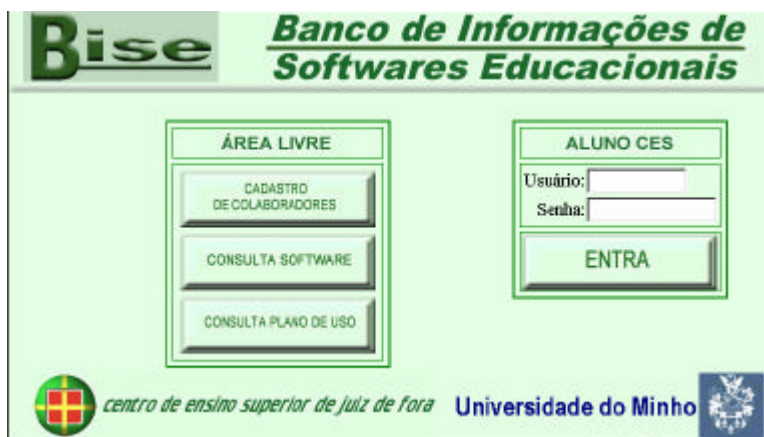 Bise
Banco de Informações de
Softwares Educacionais
ÁREA LIVRE
CADASTRO
DE COLABORADORES
CONSULTA SOFTWARE
CONSULTA PLANO DE USO
ALUNO CES
Usuário:
Senha:
ENTRA
centro de ensino superior de juiz de fora
Universidade do Minho